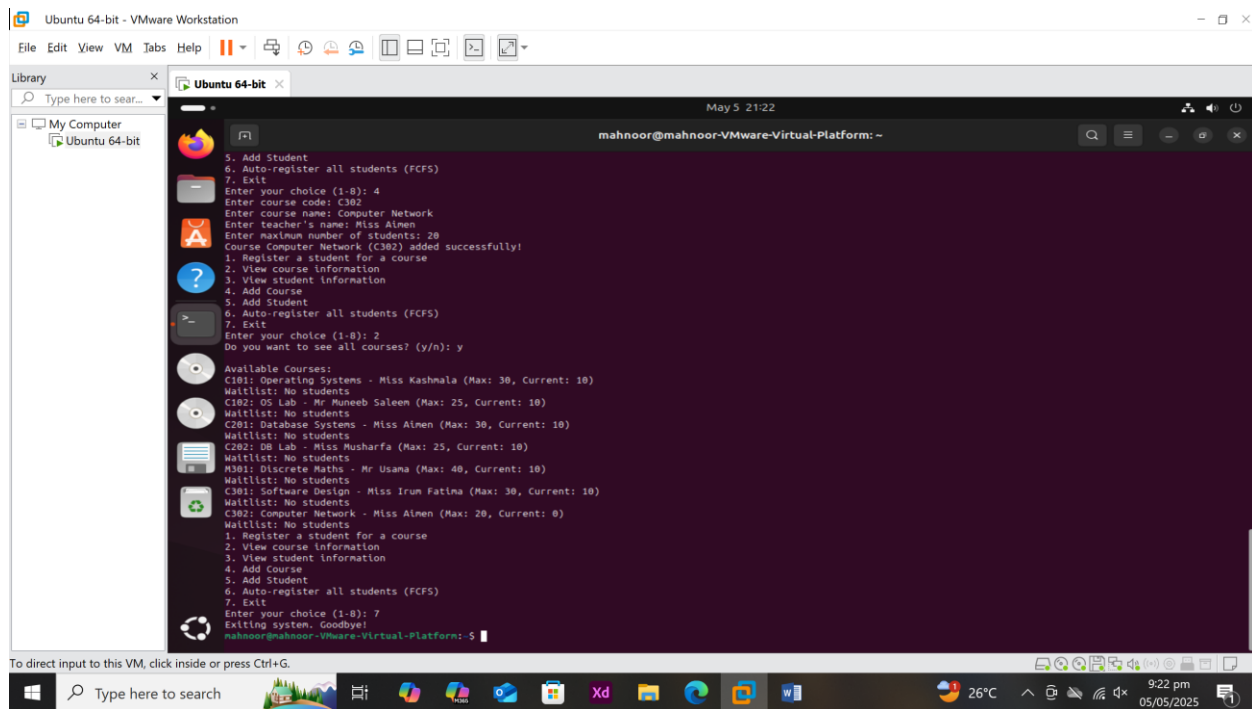 Ubuntu 64-bit - VMware Workstation
File Edit View VM Tabs Help
Library
Type here to sear...
My Computer
Ubuntu 64-bit
Ubuntu 64-bit
May 5 21:22
mahnoor@mahnoor-VMware-Virtual-Platform: ~
5. Add Student
6. Auto-register all students (FCFS)
7. Exit
Enter your choice (1-8): 4
Enter course code: C302
Enter course name: Computer Network
Enter teacher's name: Miss Aimen
Enter maximum number of students: 20
Course Computer Network (C302) added successfully!
1. Register a student for a course
2. View course information
3. View student information
4. Add Course
5. Add Student
6. Auto-register all students (FCFS)
7. Exit
Enter your choice (1-8): 2
Do you want to see all courses? (y/n): y
Available Courses:
C101: Operating Systems - Miss Kashmala (Max: 30, Current: 10)
Waitlist: No students
C102: OS Lab - Mr Muneeb Saleem (Max: 25, Current: 10)
Waitlist: No students
C201: Database Systems - Miss Aimen (Max: 30, Current: 10)
Waitlist: No students
C202: DB Lab - Miss Musharfa (Max: 25, Current: 10)
Waitlist: No students
M301: Discrete Maths - Mr Usama (Max: 40, Current: 10)
Waitlist: No students
C301: Software Design - Miss Irum Fatima (Max: 30, Current: 10)
Waitlist: No students
C302: Computer Network - Miss Aimen (Max: 20, Current: 0)
Waitlist: No students
1. Register a student for a course
2. View course information
3. View student information
4. Add Course
5. Add Student
6. Auto-register all students (FCFS)
7. Exit
Enter your choice (1-8): 7
Exiting system. Goodbye!
mahnoor@mahnoor-VMware-Virtual-Platform:~$
To direct input to this VM, click inside or press Ctrl+G.
Type here to search
M365
Xd
26°C
9:22 pm
05/05/2025